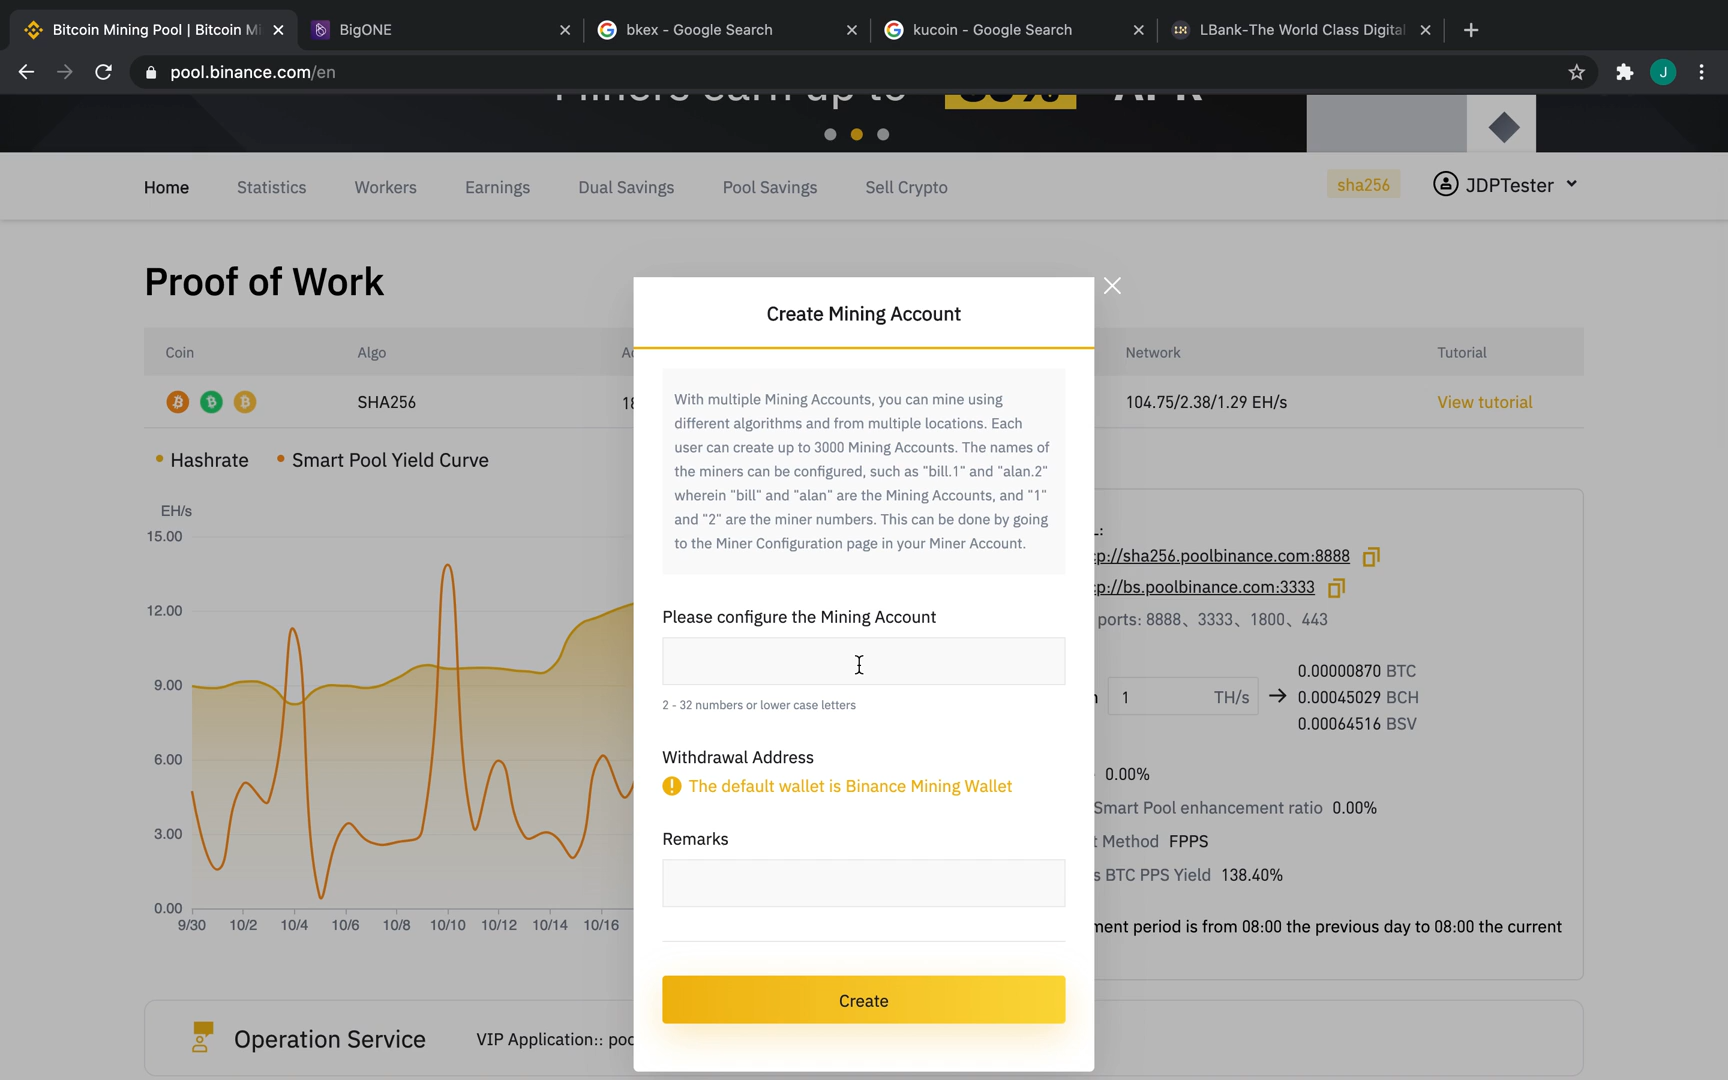 Bitcoin Mining Pool | Bitcoin Mi
BigONE
bkex - Google Search
kucoin - Google Search
LBank-The World Class Digital
pool.binance.com/en
J
Miners earn up to APR
Home
Statistics
Workers
Earnings
Dual Savings
Pool Savings
Sell Crypto
sha256
JDPTester
Proof of Work
Coin
Algo
Network
Tutorial
SHA256
18
104.75/2.38/1.29 EH/s
View tutorial
Hashrate
Smart Pool Yield Curve
EH/s
15.00
12.00
9.00
6.00
3.00
0.00
9/30
10/2
10/4
10/6
10/8
10/10
10/12
10/14
10/16
Create Mining Account
With multiple Mining Accounts, you can mine using
different algorithms and from multiple locations. Each
user can create up to 3000 Mining Accounts. The names of
the miners can be configured, such as "bill.1" and "alan.2"
wherein "bill" and "alan" are the Mining Accounts, and "1"
and "2" are the miner numbers. This can be done by going
to the Miner Configuration page in your Miner Account.
Please configure the Mining Account
2 - 32 numbers or lower case letters
Withdrawal Address
The default wallet is Binance Mining Wallet
Remarks
Create
L:
cp://sha256.poolbinance.com:8888
cp://bs.poolbinance.com:3333
ports: 8888、3333、1800、443
1
TH/s
0.00000870 BTC
0.00045029 BCH
0.00064516 BSV
0.00%
Smart Pool enhancement ratio 0.00%
t Method FPPS
s BTC PPS Yield 138.40%
ment period is from 08:00 the previous day to 08:00 the current
Operation Service
VIP Application:: poo